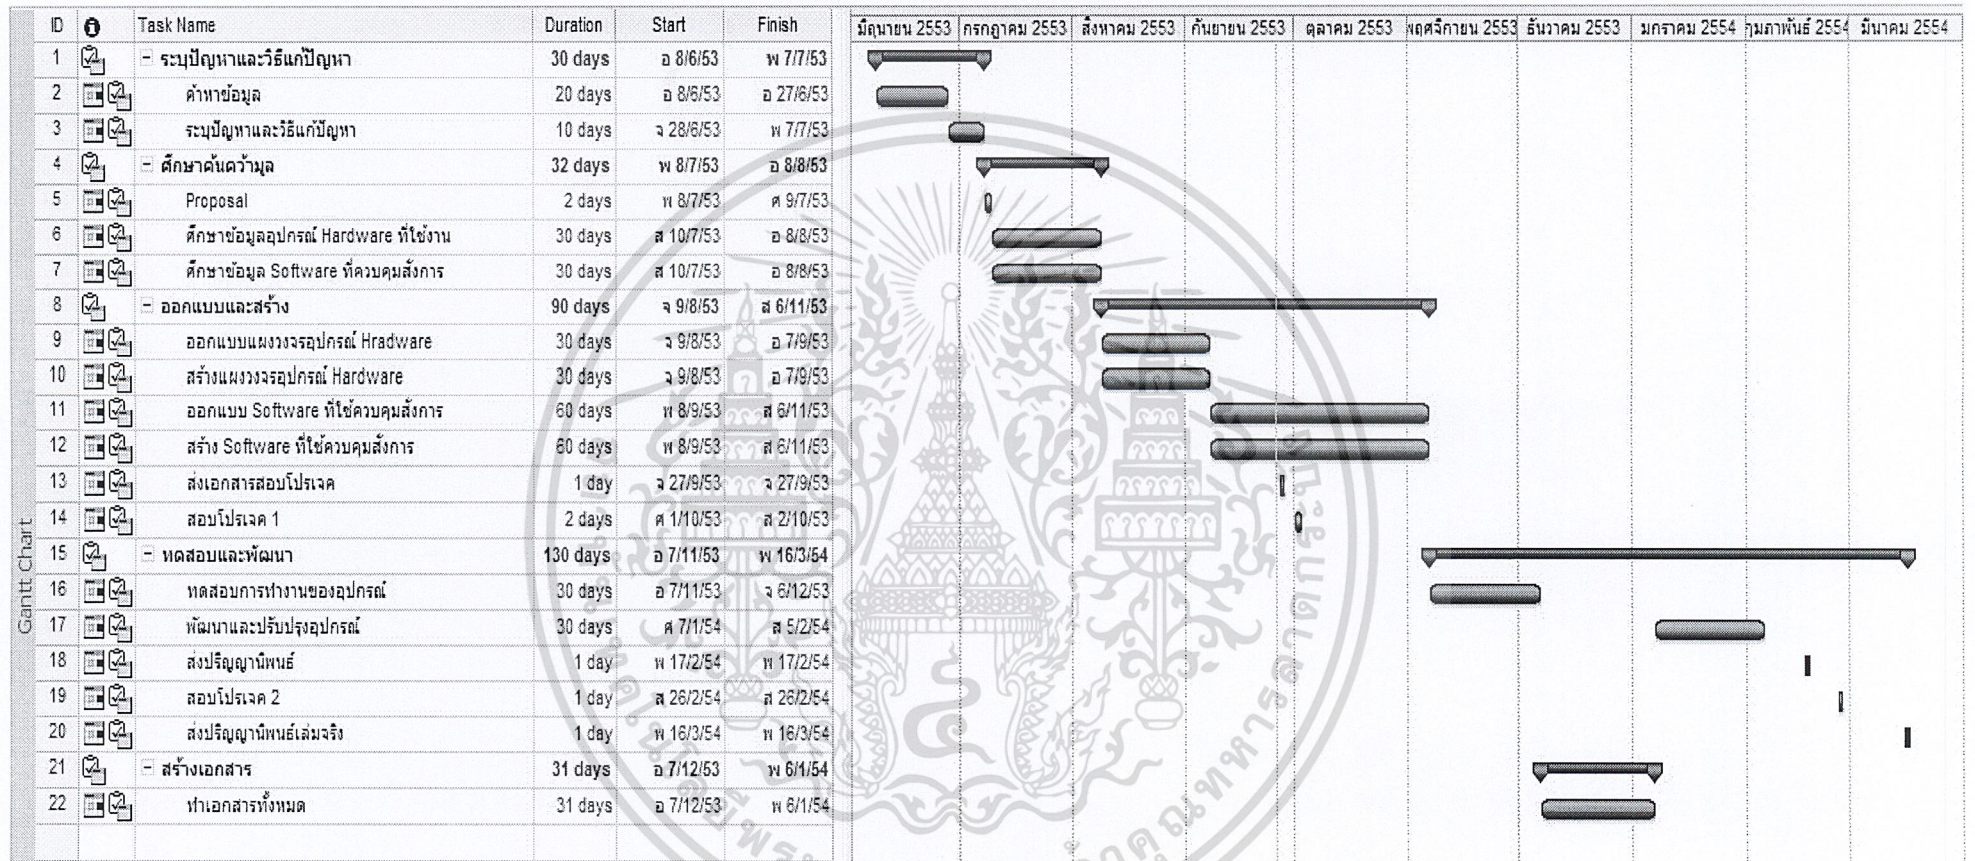 ID Task Name Duration Start Finish มิถุนายน 2553 กรกฎาคม 2553 สิงหาคม 2553 กันยายน 2553 ตุลาคม 2553 พฤศจิกายน 2553 ธันวาคม 2553 มกราคม 2554 กุมภาพันธ์ 2554 มีนาคม 2554
1 ระบุปัญหาและวิธีแก้ปัญหา 30 days อ 8/6/53 พ 7/7/53
2 ค้าหาข้อมูล 20 days อ 8/6/53 อ 27/6/53
3 ระบุปัญหาและวิธีแก้ปัญหา 10 days จ 28/6/53 พ 7/7/53
4 ศึกษาค้นคว้ามูล 32 days พ 8/7/53 อ 8/8/53
5 Proposal 2 days พ 8/7/53 ศ 9/7/53
6 ศึกษาข้อมูลอุปกรณ์ Hardware ที่ใช้งาน 30 days ส 10/7/53 อ 8/8/53
7 ศึกษาข้อมูล Software ที่ควบคุมสั่งการ 30 days ส 10/7/53 อ 8/8/53
8 ออกแบบและสร้าง 90 days จ 9/8/53 ส 6/11/53
9 ออกแบบแผงวงจรอุปกรณ์ Hradware 30 days จ 9/8/53 อ 7/9/53
10 สร้างแผงวงจรอุปกรณ์ Hardware 30 days จ 9/8/53 อ 7/9/53
11 ออกแบบ Software ที่ใช้ควบคุมสั่งการ 60 days พ 8/9/53 ส 6/11/53
12 สร้าง Software ที่ใช้ควบคุมสั่งการ 60 days พ 8/9/53 ส 6/11/53
13 ส่งเอกสารสอบโปรเจค 1 day จ 27/9/53 จ 27/9/53
14 สอบโปรเจค 1 2 days ศ 1/10/53 ส 2/10/53
15 ทดสอบและพัฒนา 130 days อ 7/11/53 พ 16/3/54
16 ทดสอบการทำงานของอุปกรณ์ 30 days อ 7/11/53 จ 6/12/53
17 พัฒนาและปรับปรุงอุปกรณ์ 30 days ศ 7/1/54 ส 5/2/54
18 ส่งปริญญานิพนธ์ 1 day พ 17/2/54 พ 17/2/54
19 สอบโปรเจค 2 1 day ส 26/2/54 ส 26/2/54
20 ส่งปริญญานิพนธ์เล่มจริง 1 day พ 16/3/54 พ 16/3/54
21 สร้างเอกสาร 31 days อ 7/12/53 พ 6/1/54
22 ทำเอกสารทั้งหมด 31 days อ 7/12/53 พ 6/1/54
Gantt Chart